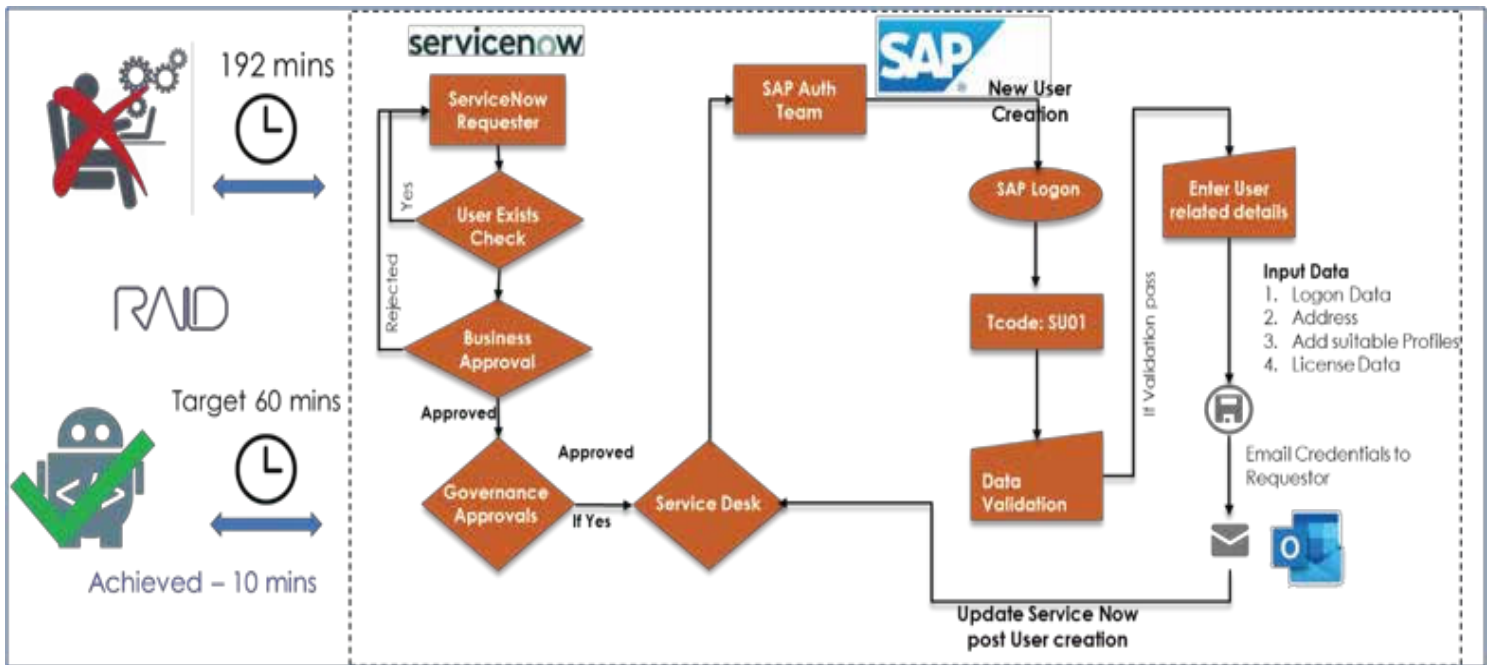 192 mins
RAID
Target 60 mins
</>
Achieved – 10 mins
servicenow
ServiceNow
Requester
Yes
User Exists
Check
Rejected
Business
Approval
Approved
Governance
Approvals
Approved
If Yes
Service Desk
SAP Auth
Team
SAP
New User
Creation
SAP Logon
Tcode: SU01
Data
Validation
If Validation pass
Enter User
related details
Input Data
1. Logon Data
2. Address
3. Add suitable Profiles
4. License Data
Email Credentials to
Requestor
O
Update Service Now
post User creation